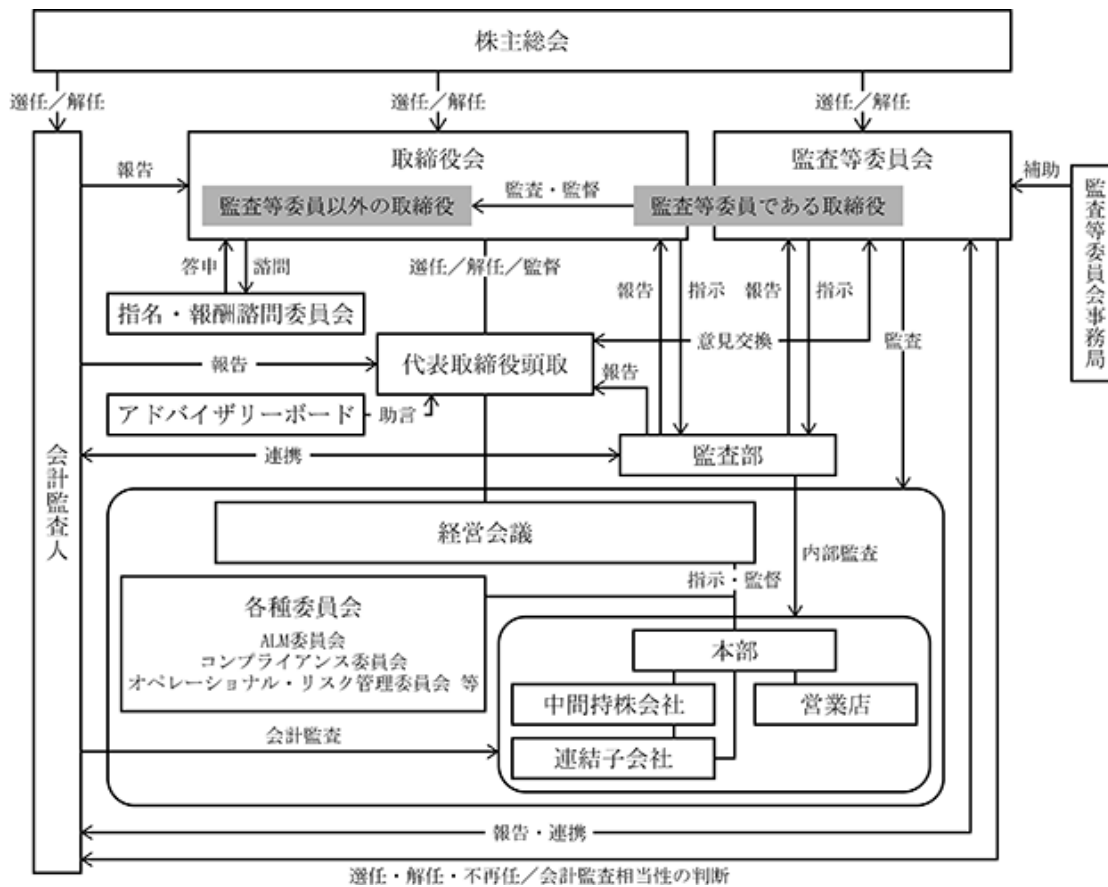 株主総会
選任／解任
選任／解任
選任／解任
取締役会
監査等委員会
報告
監査・監督
補助
監査等委員以外の取締役
監査等委員である取締役
監査等委員会事務局
答申
諮問
選任／解任／監督
報告
指示
報告
指示
指名・報酬諮問委員会
監査
意見交換
報告
代表取締役頭取
報告
アドバイザリーボード
助言
会計監査人
連携
監査部
経営会議
内部監査
指示・監督
各種委員会
ALM委員会
コンプライアンス委員会
オペレーショナル・リスク管理委員会 等
本部
中間持株会社
営業店
会計監査
連結子会社
報告・連携
選任・解任・不再任／会計監査相当性の判断